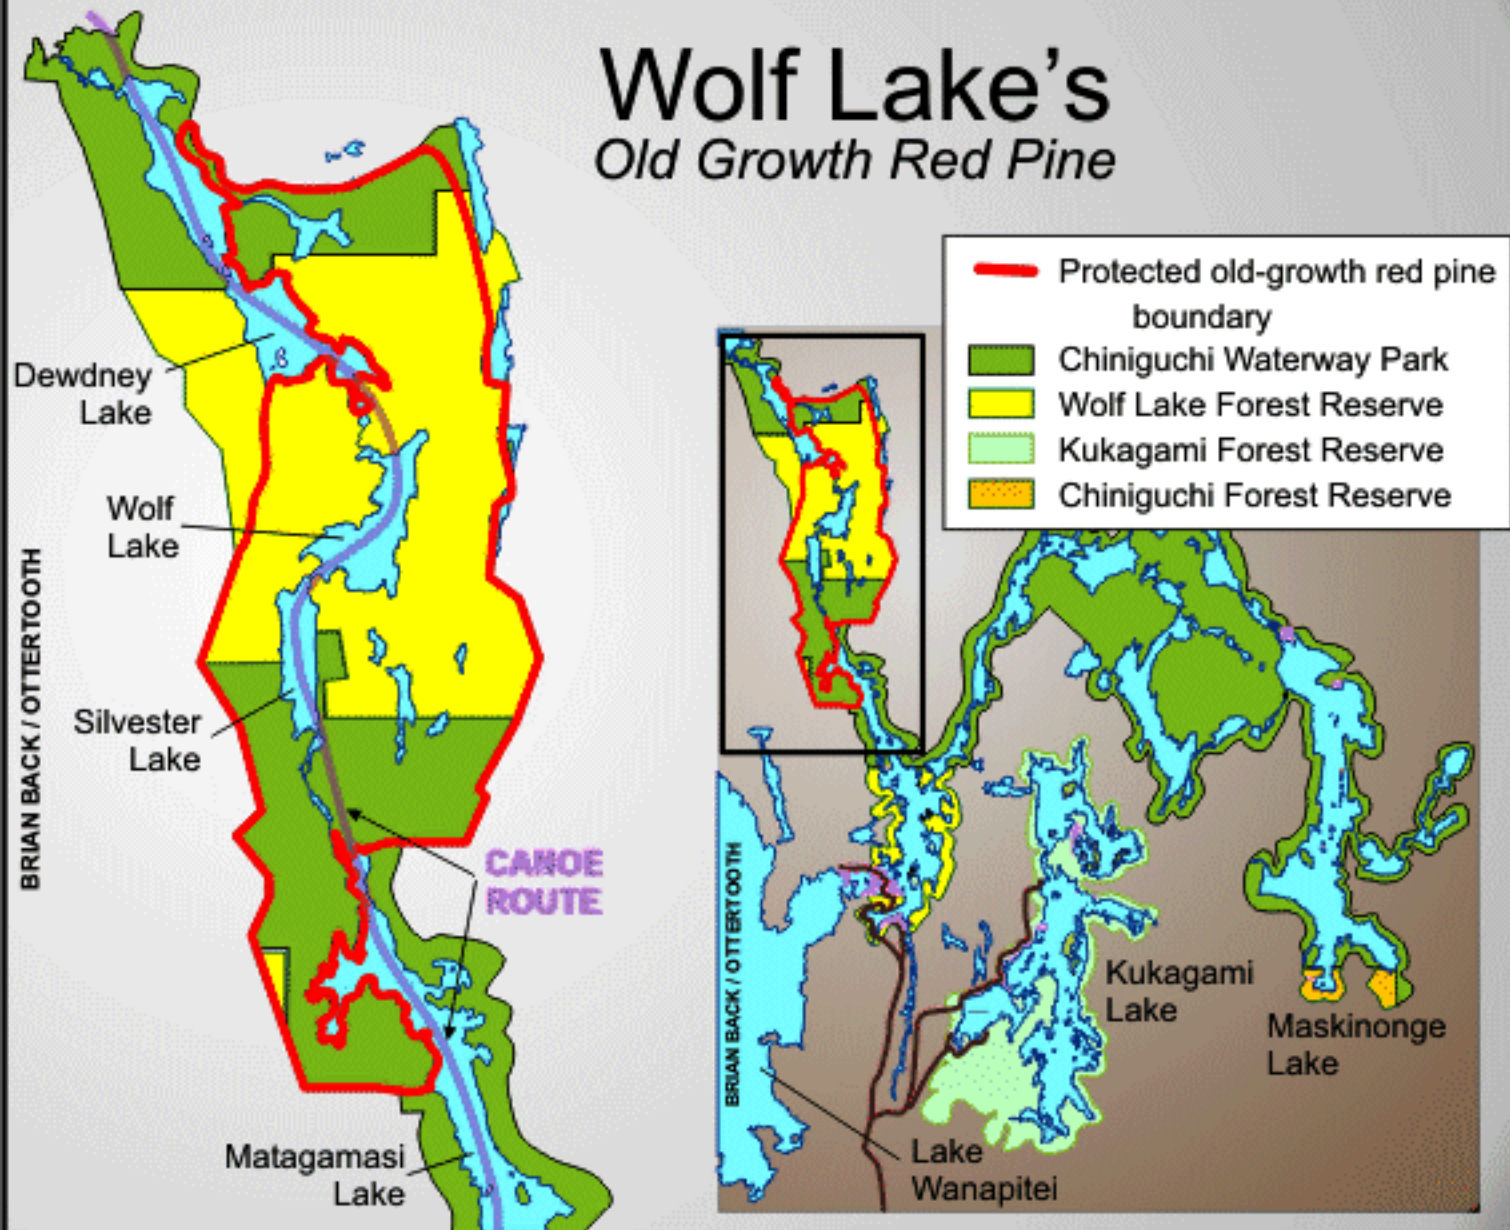 Wolf Lake's
Old Growth Red Pine
Protected old-growth red pine
boundary
Chiniguchi Waterway Park
Wolf Lake Forest Reserve
Kukagami Forest Reserve
Chiniguchi Forest Reserve
Dewdney
Lake
Wolf
Lake
Silvester
Lake
CANOE
ROUTE
Matagamasi
Lake
BRIAN BACK / OTTERTOOTH
Kukagami
Lake
Maskinonge
Lake
Lake
Wanapitei
BRIAN BACK / OTTERTOOTH